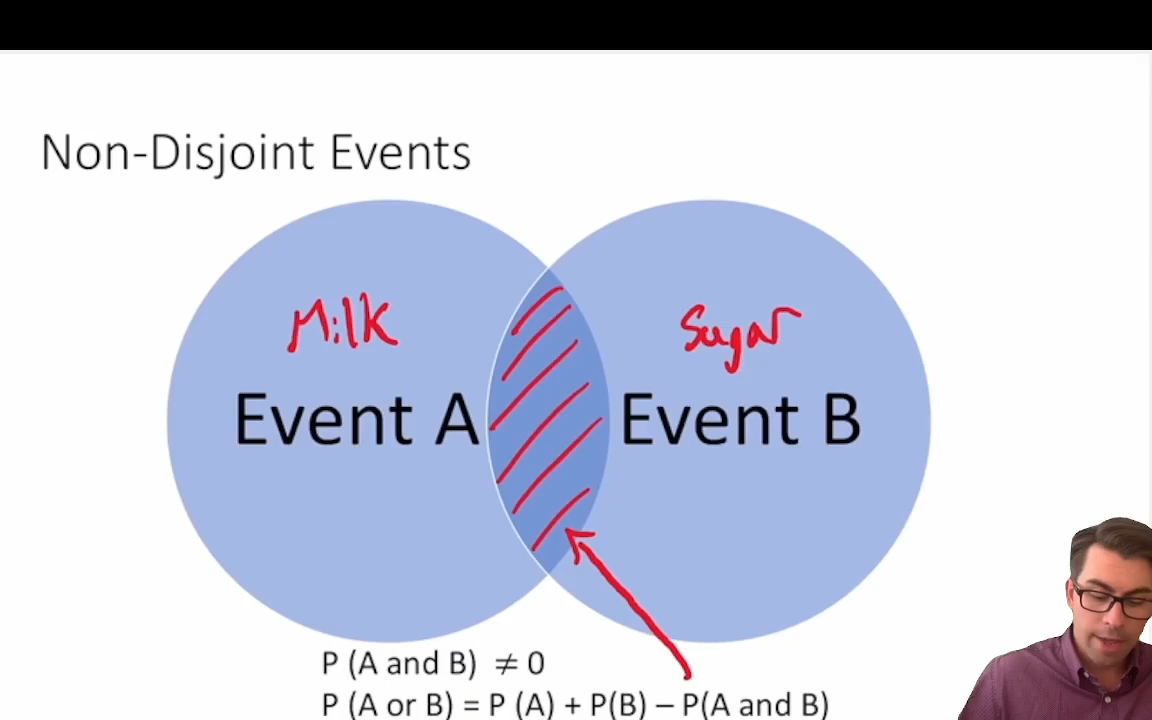 Non-Disjoint Events
Milk
Sugar
Event A
Event B
P (A and B) ≠ 0
P (A or B) = P (A) + P(B) – P(A and B)